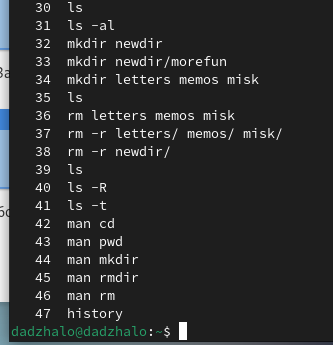 30  ls
31  ls -al
32  mkdir newdir
33  mkdir newdir/morefun
34  mkdir letters memos misk
35  ls
36  rm letters memos misk
37  rm -r letters/ memos/ misk/
38  rm -r newdir/
39  ls
40  ls -R
41  ls -t
42  man cd
43  man pwd
44  man mkdir
45  man rmdir
46  man rm
47  history
dadzhalo@dadzhalo:~$